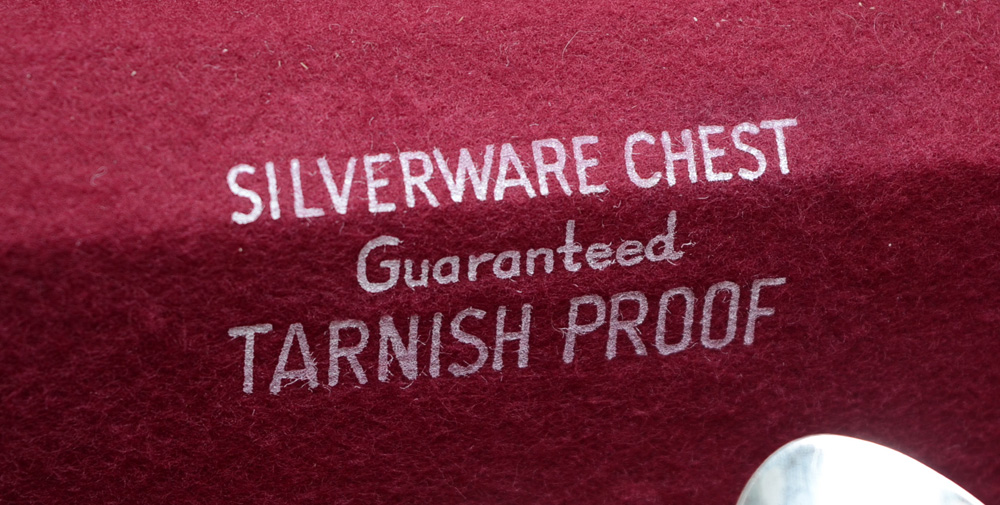 SILVERWARE CHEST
Guaranteed
TARNISH PROOF